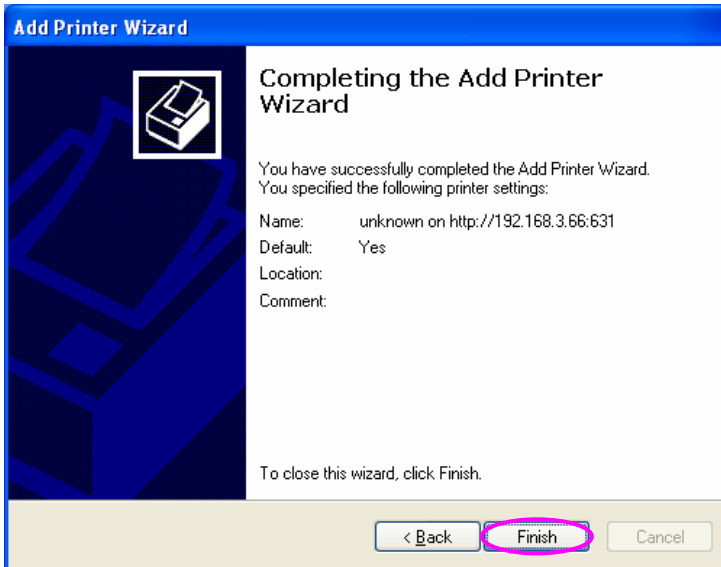 Add Printer Wizard
Completing the Add Printer
Wizard
You have successfully completed the Add Printer Wizard.
You specified the following printer settings:
Name: unknown on http://192.168.3.66:631
Default: Yes
Location:
Comment:
To close this wizard, click Finish.
< Back Finish Cancel